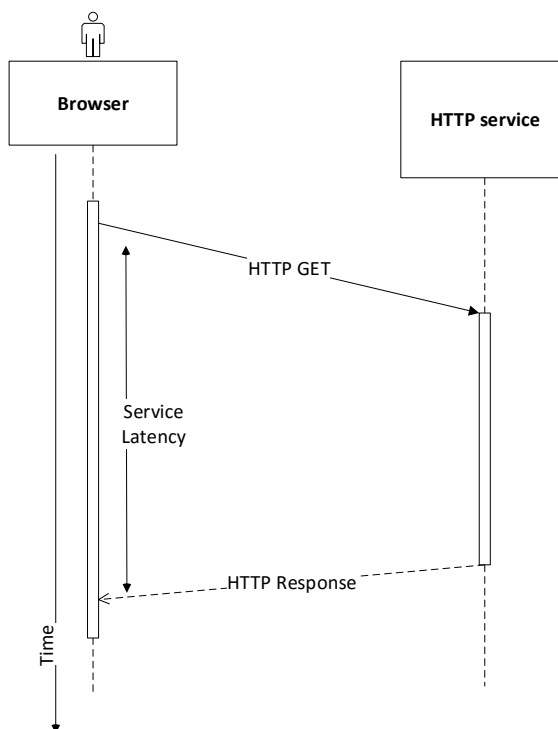 Browser
HTTP service
HTTP GET
Service
Latency
HTTP Response
Time